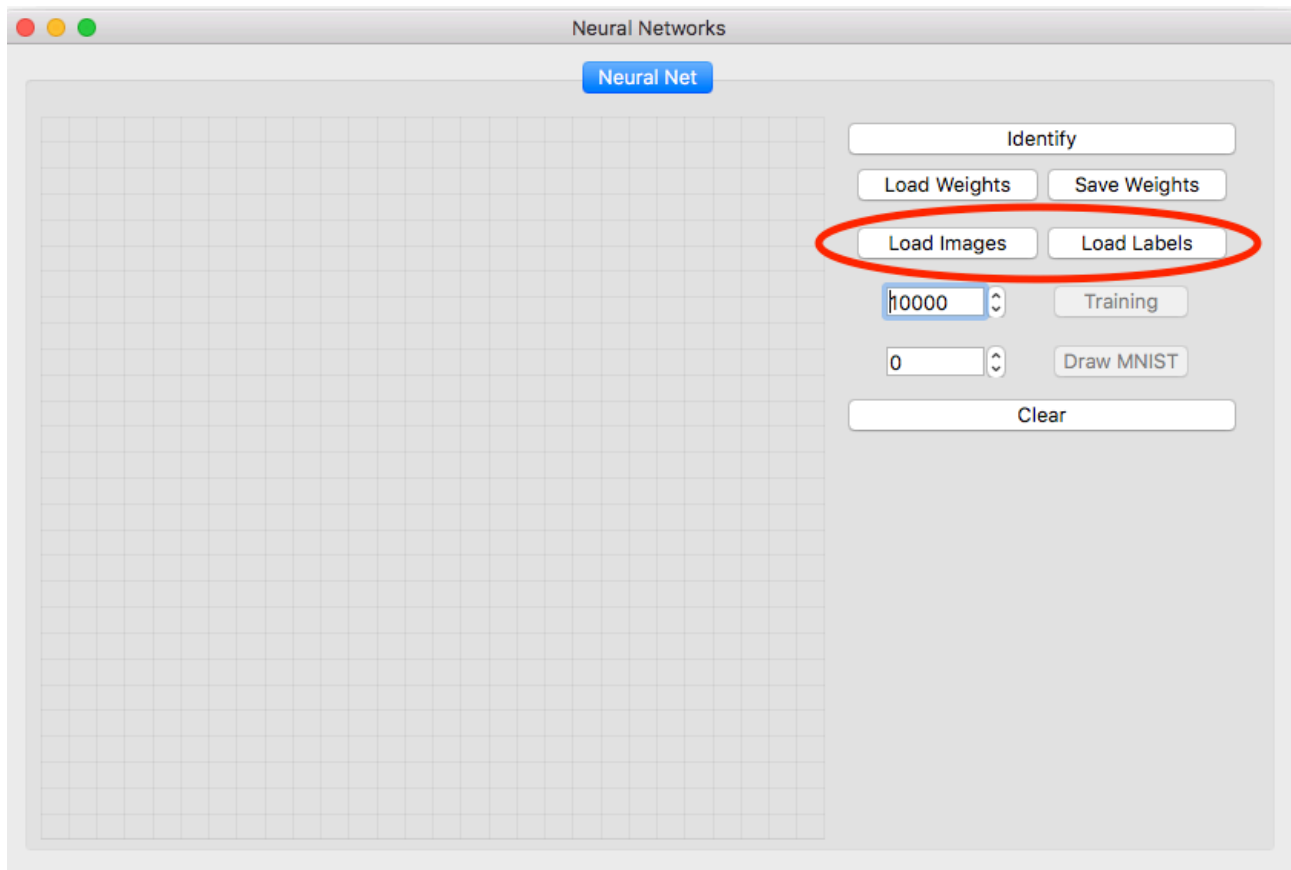 Neural Networks
Neural Net
Identify
Load Weights Save Weights
Load Images Load Labels
10000 Training
0 Draw MNIST
Clear